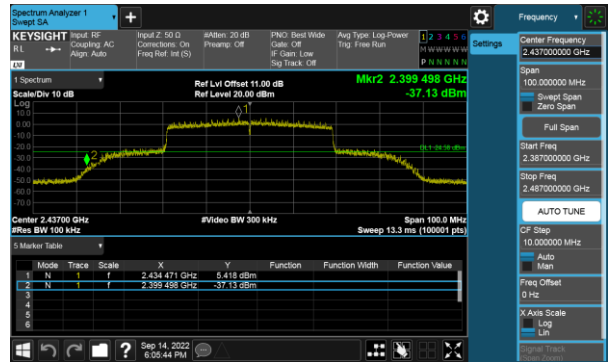 Spectrum Analyzer 1
Swept SA
Frequency
KEYSIGHT Input: RF Input Z: 50 Ω #Atten: 20 dB PNO: Best Wide Avg Type: Log-Power 1 2 3 4 5 6
RL Coupling: AC Corrections: On Preamp: Off Gate: Off Trig: Free Run M W W W W W
Align: Auto Freq Ref: Int (S) IF Gain: Low P N N N N N
Sig Track: Off
LXI
Settings
1 Spectrum
Scale/Div 10 dB
Ref Lvl Offset 11.00 dB
Ref Level 20.00 dBm
Mkr2 2.399 498 GHz
-37.13 dBm
Log
10.0
0.00
-10.0
-20.0
-30.0
-40.0
-50.0
-60.0
-70.0
1
2
Center 2.43700 GHz #Video BW 300 kHz Span 100.0 MHz
#Res BW 100 kHz Sweep 13.3 ms (100001 pts)
5 Marker Table
Mode Trace Scale X Y Function Function Width Function Value
1 N 1 f 2.434 471 GHz 5.418 dBm
2 N 1 f 2.399 498 GHz -37.13 dBm
3
4
5
6
Sep 14, 2022
6:05:44 PM
Center Frequency
2.437000000 GHz
Span
100.000000 MHz
Swept Span
Zero Span
Full Span
Start Freq
2.387000000 GHz
Stop Freq
2.487000000 GHz
AUTO TUNE
CF Step
10.000000 MHz
Auto
Man
Freq Offset
0 Hz
X Axis Scale
Log
Lin
Signal Track
(Span Zoom)